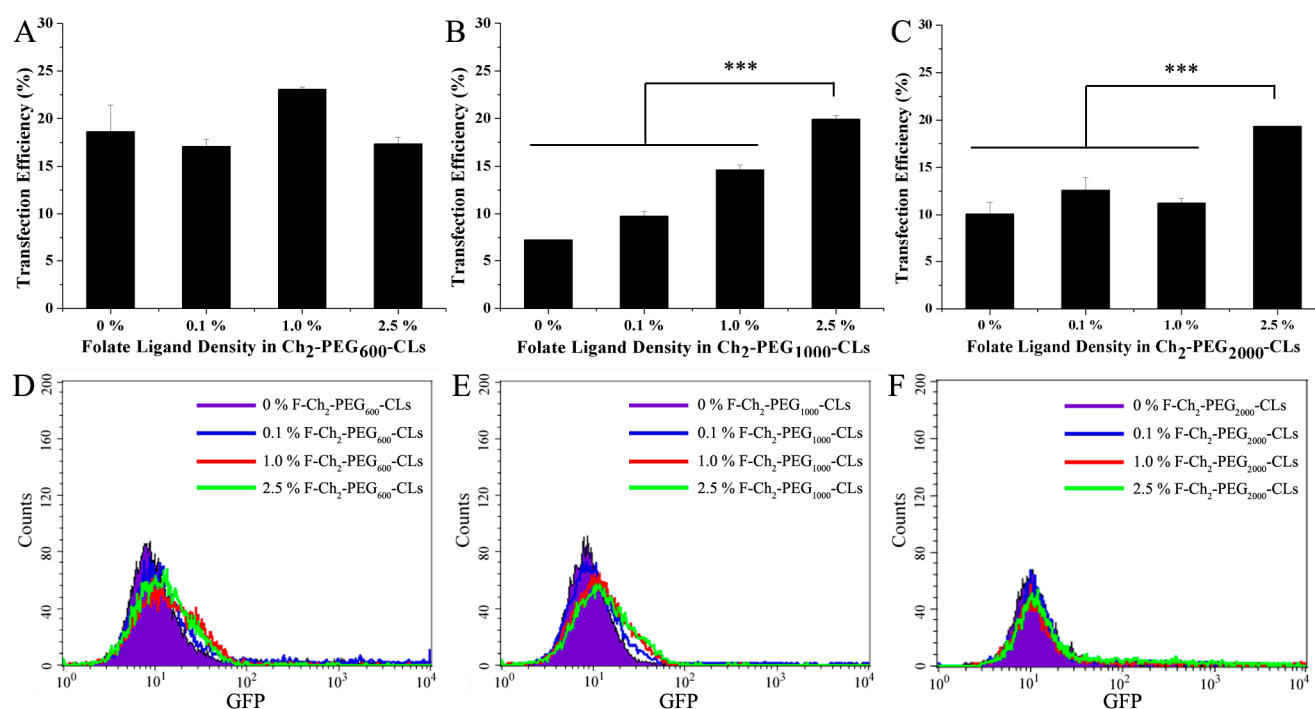 A
Transfection Efficiency (%)
30
25
20
15
10
5
0
0 % 0.1 % 1.0 % 2.5 %
Folate Ligand Density in Ch2-PEG600-CLs
B
Transfection Efficiency (%)
30
25
20
15
10
5
0
***
0 % 0.1 % 1.0 % 2.5 %
Folate Ligand Density in Ch2-PEG1000-CLs
C
Transfection Efficiency (%)
30
25
20
15
10
5
0
***
0 % 0.1 % 1.0 % 2.5 %
Folate Ligand Density in Ch2-PEG2000-CLs
D
Counts
200
160
120
80
40
0
0 % F-Ch2-PEG600-CLs
0.1 % F-Ch2-PEG600-CLs
1.0 % F-Ch2-PEG600-CLs
2.5 % F-Ch2-PEG600-CLs
10^0 10^1 10^2 10^3 10^4
GFP
E
Counts
200
160
120
80
40
0
0 % F-Ch2-PEG1000-CLs
0.1 % F-Ch2-PEG1000-CLs
1.0 % F-Ch2-PEG1000-CLs
2.5 % F-Ch2-PEG1000-CLs
10^0 10^1 10^2 10^3 10^4
GFP
F
Counts
200
160
120
80
40
0
0 % F-Ch2-PEG2000-CLs
0.1 % F-Ch2-PEG2000-CLs
1.0 % F-Ch2-PEG2000-CLs
2.5 % F-Ch2-PEG2000-CLs
10^0 10^1 10^2 10^3 10^4
GFP